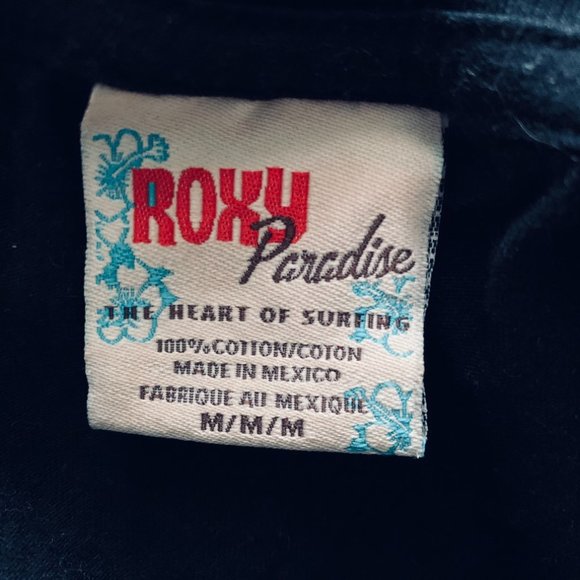 ROXY
Paradise
THE HEART OF SURFING
100% COTTON/COTON
MADE IN MEXICO
FABRIQUE AU MEXIQUE
M/M/M